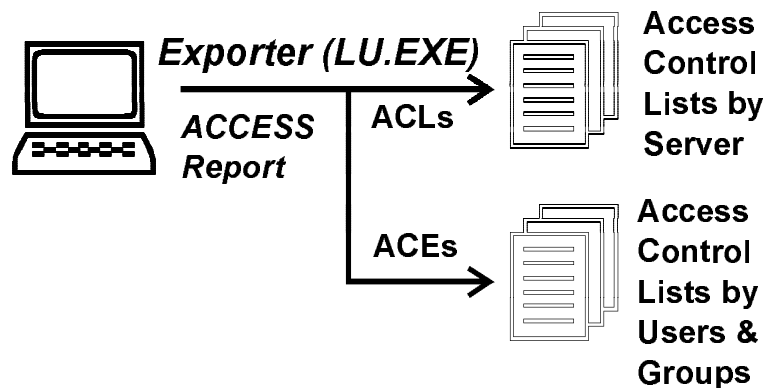 Exporter (LU.EXE)
ACCESS
Report
ACLs
Access
Control
Lists by
Server
ACEs
Access
Control
Lists by
Users &
Groups